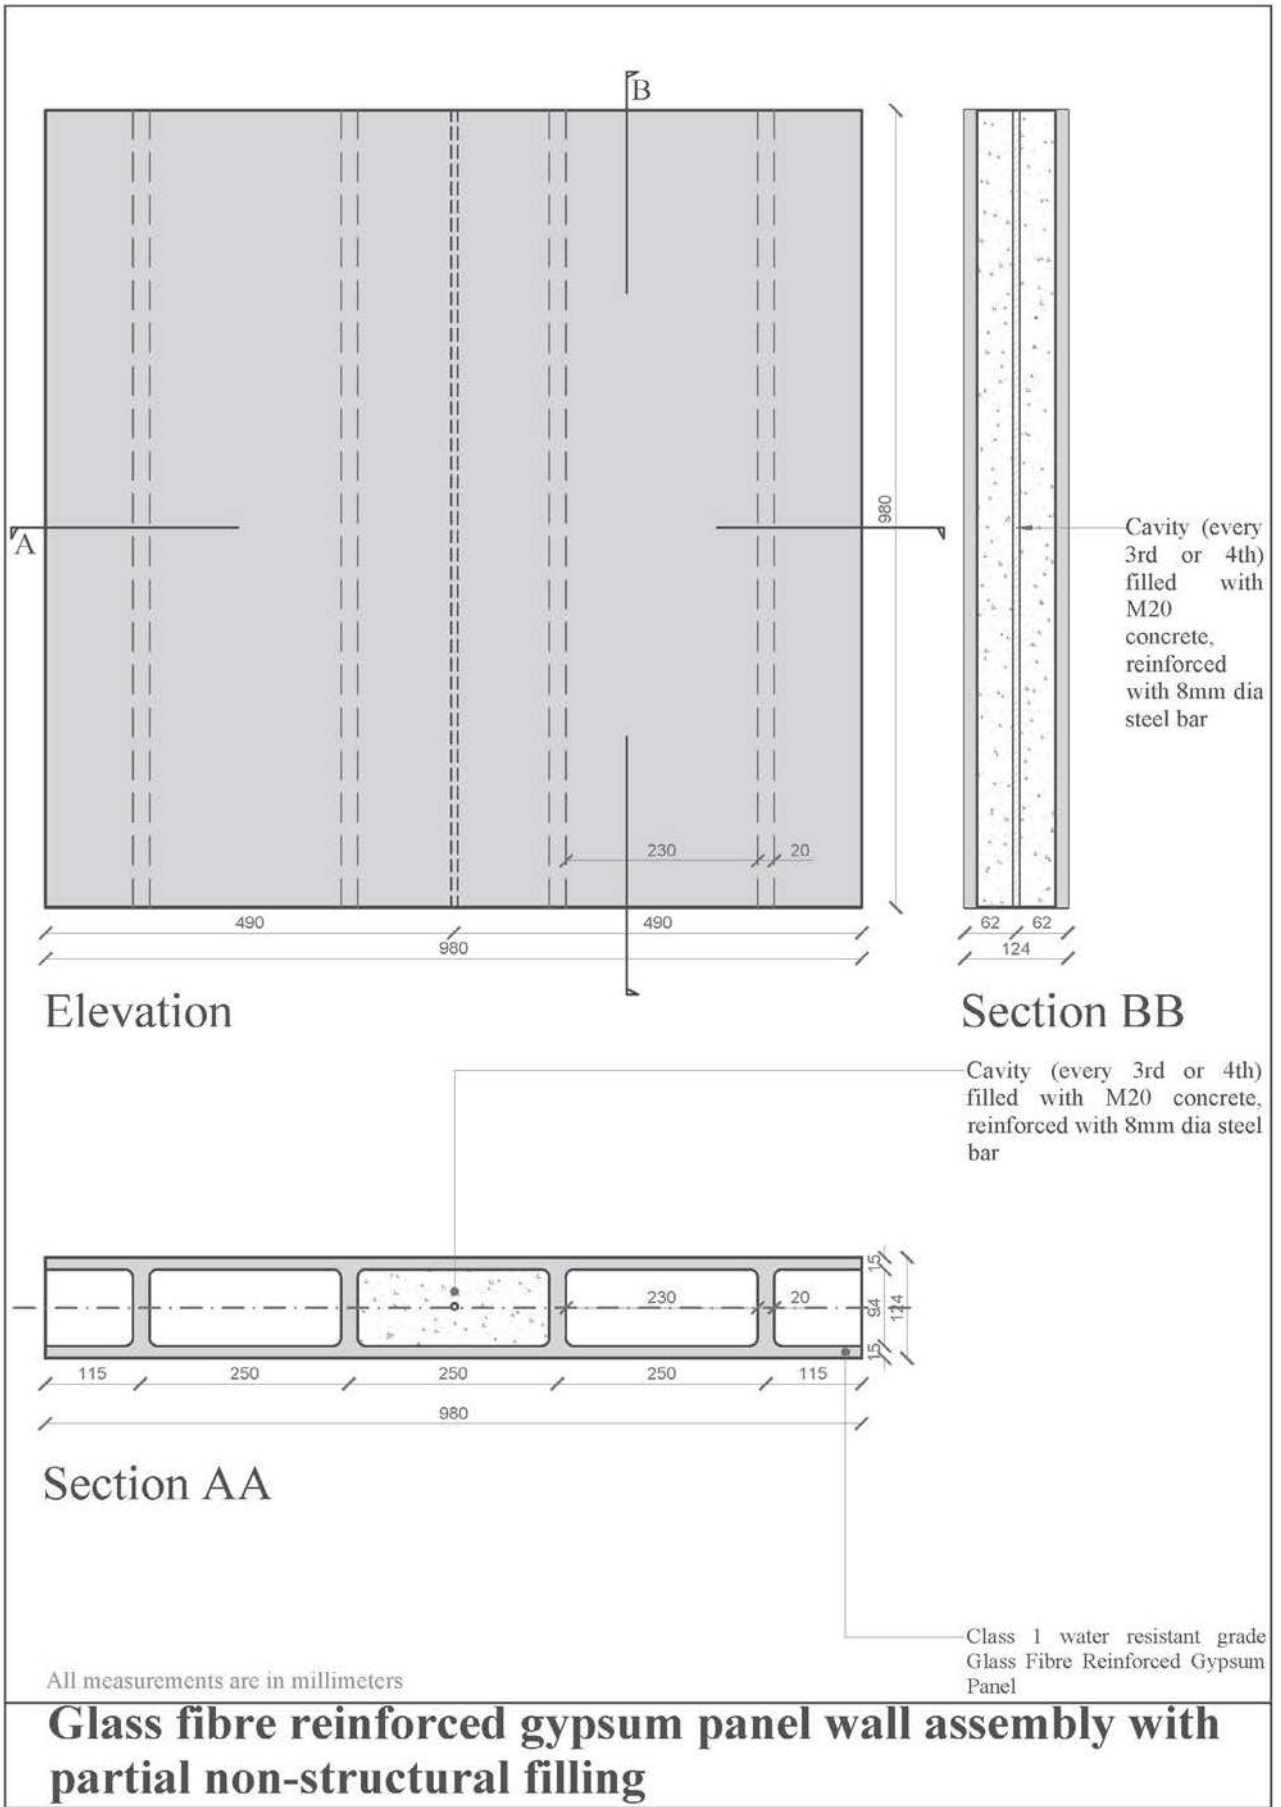 B
A
980
230
20
490
490
980
Elevation
62
62
124
Section BB
Cavity (every
3rd or 4th)
filled with
M20
concrete,
reinforced
with 8mm dia
steel bar
Cavity (every 3rd or 4th)
filled with M20 concrete,
reinforced with 8mm dia steel
bar
230
20
15
94
15
124
115
250
250
250
115
980
Section AA
Class 1 water resistant grade
Glass Fibre Reinforced Gypsum
Panel
All measurements are in millimeters
Glass fibre reinforced gypsum panel wall assembly with
partial non-structural filling